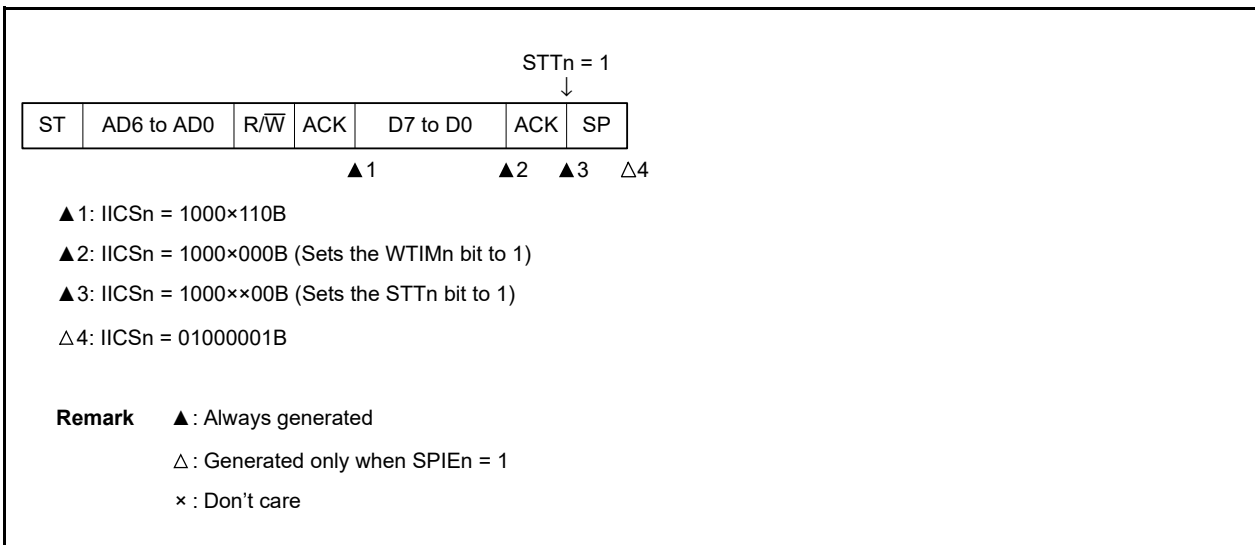 STTn = 1
↓
ST AD6 to AD0 R/W̅ ACK D7 to D0 ACK SP
▲1 ▲2 ▲3 △4
▲1: IICSn = 1000×110B
▲2: IICSn = 1000×000B (Sets the WTIMn bit to 1)
▲3: IICSn = 1000××00B (Sets the STTn bit to 1)
△4: IICSn = 01000001B
Remark ▲: Always generated
△: Generated only when SPIEn = 1
×: Don’t care